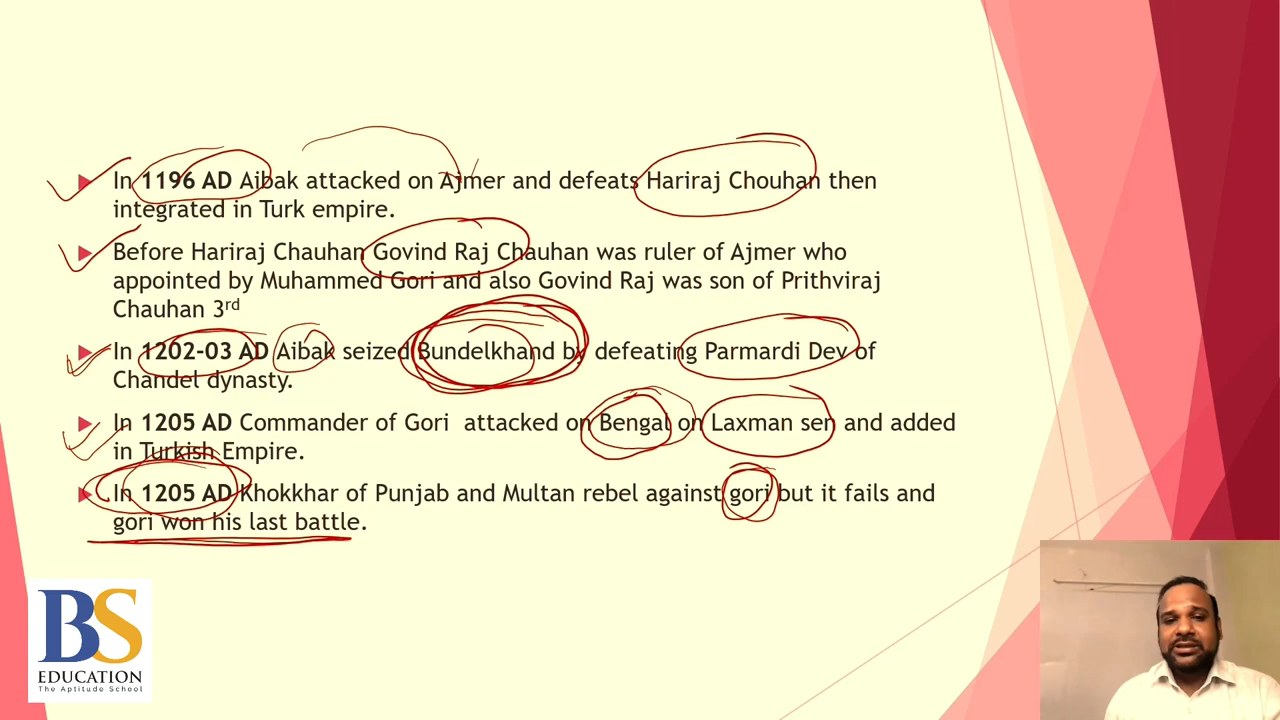 In 1196 AD Aibak attacked on Ajmer and defeats Hariraj Chouhan then
integrated in Turk empire.
Before Hariraj Chauhan Govind Raj Chauhan was ruler of Ajmer who
appointed by Muhammed Gori and also Govind Raj was son of Prithviraj
Chauhan 3rd
In 1202-03 AD Aibak seized Bundelkhand by defeating Parmardi Dev of
Chandel dynasty.
In 1205 AD Commander of Gori attacked on Bengal on Laxman sen and added
in Turkish Empire.
In 1205 AD Khokkhar of Punjab and Multan rebel against gori but it fails and
gori won his last battle.
BS
EDUCATION
The Aptitude School